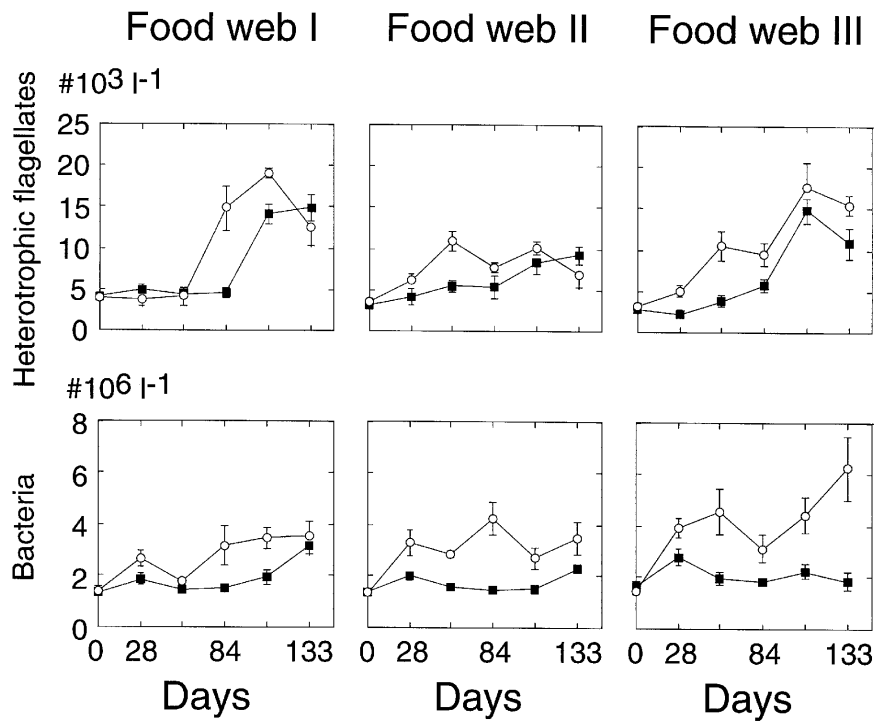 Food web I Food web II Food web III
#10³ l-1
Heterotrophic flagellates
25
20
15
10
5
0
#10⁶ l-1
Bacteria
8
6
4
2
0
0 28 84 133 0 28 84 133 0 28 84 133
Days Days Days